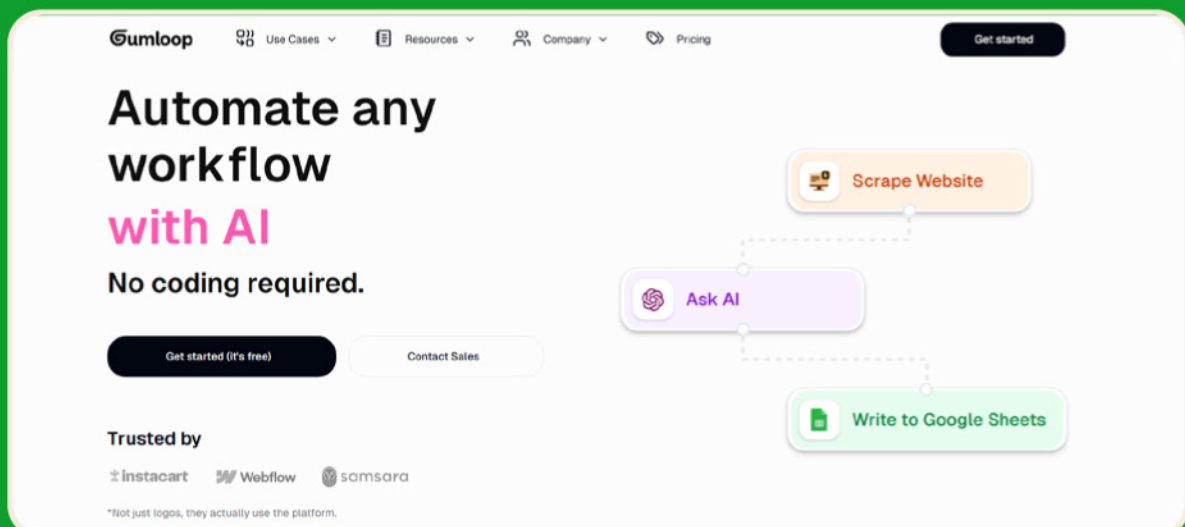 Gumloop Use Cases Resources Company Pricing Get started
Automate any
workflow
with AI
No coding required.
Get started (it's free) Contact Sales
Trusted by
instacart Webflow samsara
*Not just logos, they actually use the platform.
Scrape Website
Ask AI
Write to Google Sheets